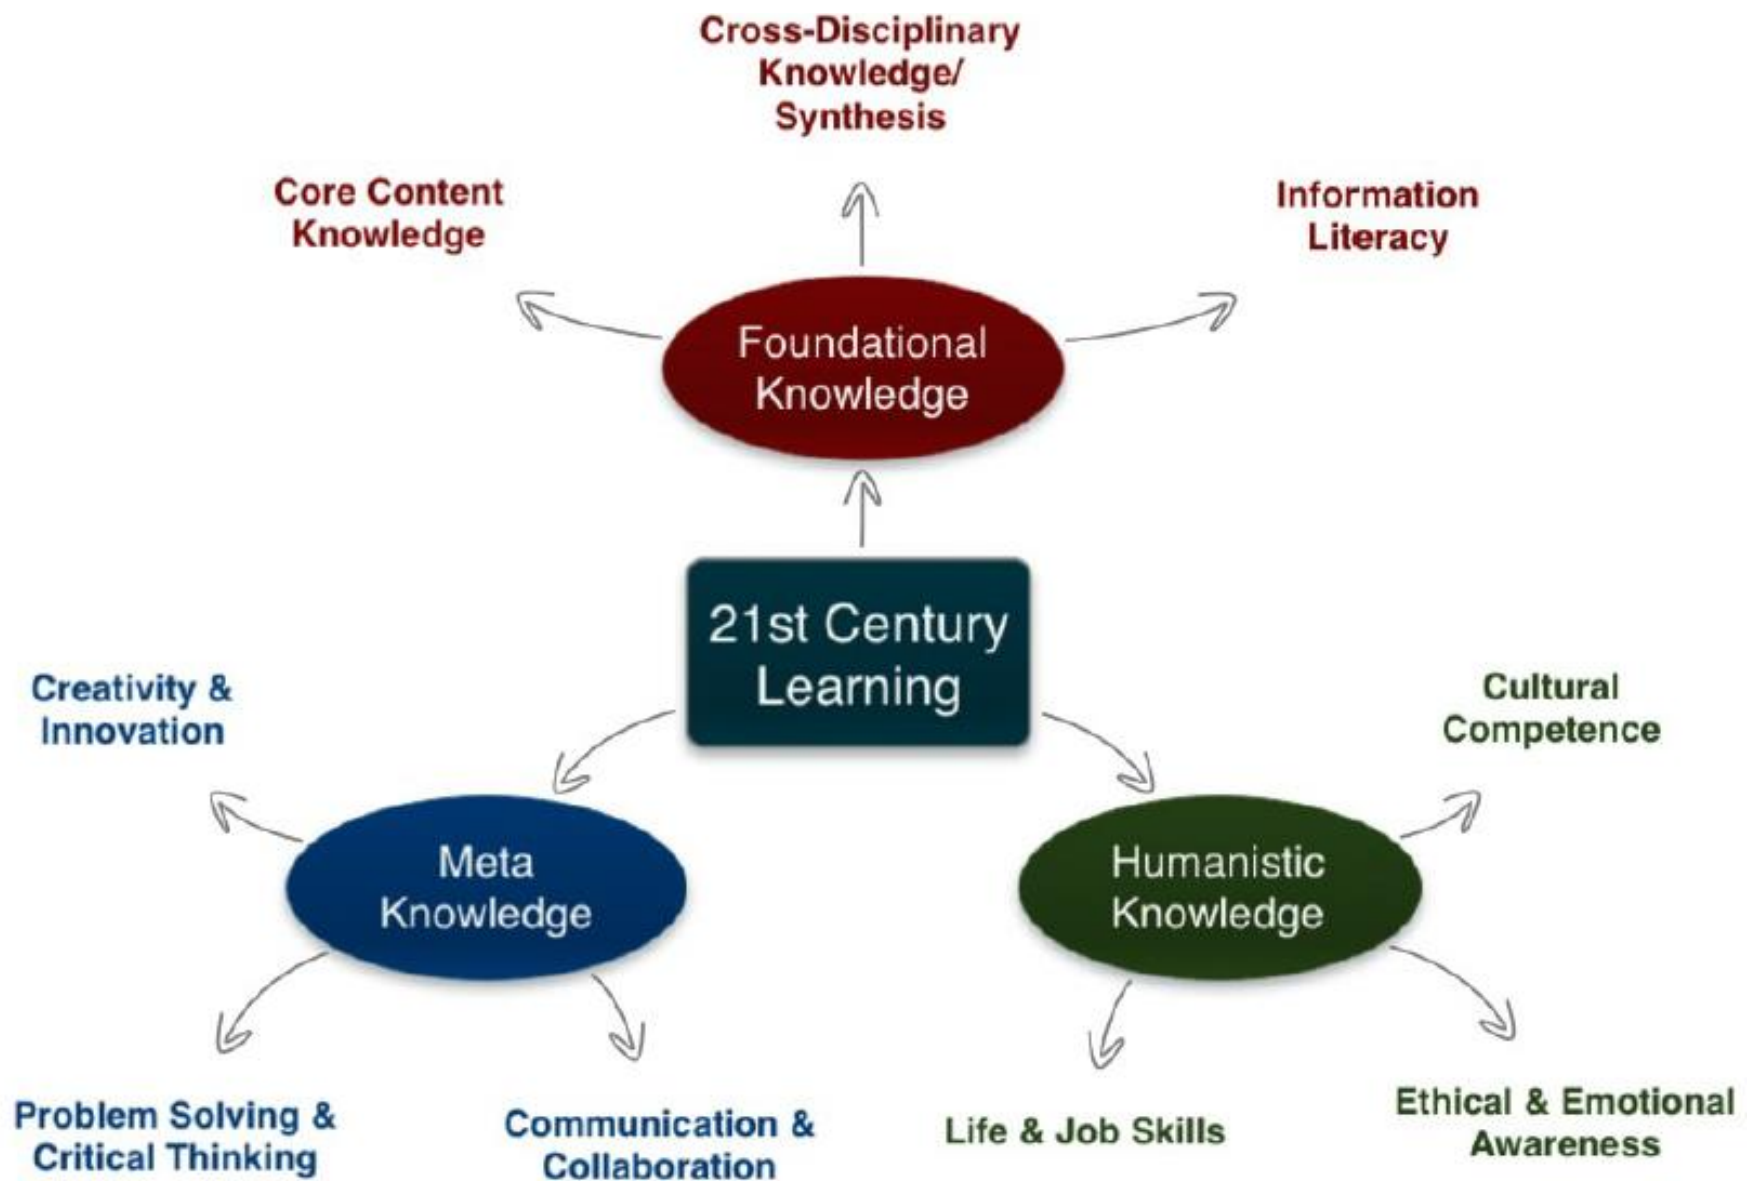 Cross-Disciplinary
Knowledge/
Synthesis
Core Content
Knowledge
Information
Literacy
Foundational
Knowledge
21st Century
Learning
Creativity &
Innovation
Cultural
Competence
Meta
Knowledge
Humanistic
Knowledge
Problem Solving &
Critical Thinking
Communication &
Collaboration
Life & Job Skills
Ethical & Emotional
Awareness